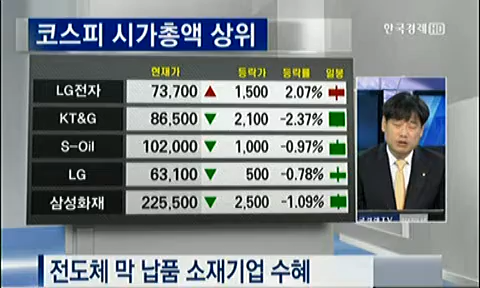 코스피 시가총액 상위
한국경제 HD
현재가 등락가 등락률 일봉
LG전자 73,700 ▲ 1,500 2.07%
KT&G 86,500 ▼ 2,100 -2.37%
S-Oil 102,000 ▼ 1,000 -0.97%
LG 63,100 ▼ 500 -0.78%
삼성화재 225,500 ▼ 2,500 -1.09%
전도체 막 납품 소재기업 수혜